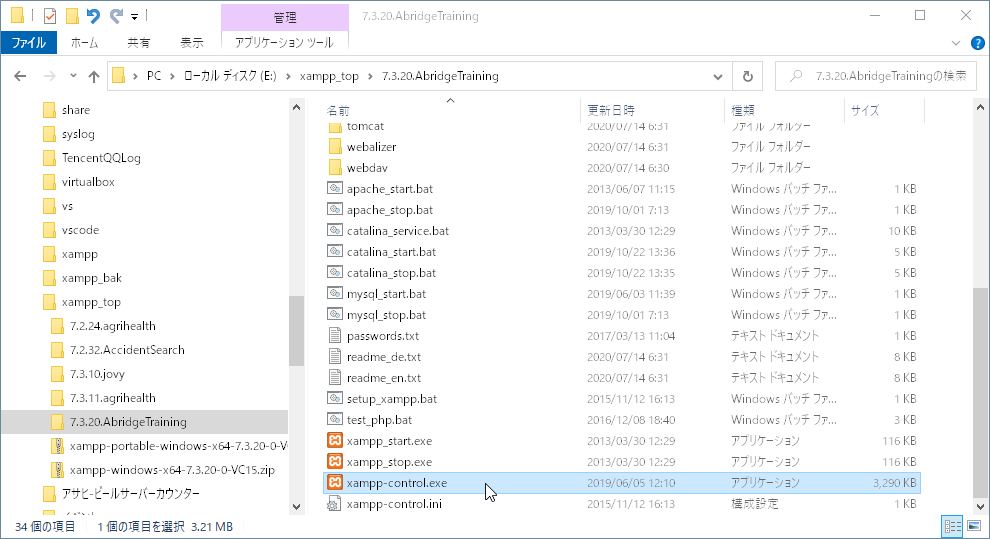 管理
7.3.20.AbridgeTraining
ファイル ホーム 共有 表示 アプリケーション ツール
PC ローカル ディスク (E:) xampp_top 7.3.20.AbridgeTraining
7.3.20.AbridgeTrainingの検索
share
syslog
TencentQQLog
virtualbox
vs
vscode
xampp
xampp_bak
xampp_top
7.2.24.agrihealth
7.2.32.AccidentSearch
7.3.10.jovy
7.3.11.agrihealth
7.3.20.AbridgeTraining
xampp-portable-windows-x64-7.3.20-0-VC
xampp-windows-x64-7.3.20-0-VC15.zip
アサヒ-ビールサーバーカウンター
イベント
名前 更新日時 種類 サイズ
tomcat 2020/07/14 6:31 ファイル フォルダー
webalizer 2020/07/14 6:31 ファイル フォルダー
webdav 2020/07/14 6:30 ファイル フォルダー
apache_start.bat 2013/06/07 11:15 Windows バッチ ファ... 1 KB
apache_stop.bat 2019/10/01 7:13 Windows バッチ ファ... 1 KB
catalina_service.bat 2013/03/30 12:29 Windows バッチ ファ... 10 KB
catalina_start.bat 2019/10/22 13:36 Windows バッチ ファ... 5 KB
catalina_stop.bat 2019/10/22 13:35 Windows バッチ ファ... 5 KB
mysql_start.bat 2019/06/03 11:39 Windows バッチ ファ... 1 KB
mysql_stop.bat 2019/10/01 7:13 Windows バッチ ファ... 1 KB
passwords.txt 2017/03/13 11:04 テキスト ドキュメント 1 KB
readme_de.txt 2020/07/14 6:31 テキスト ドキュメント 8 KB
readme_en.txt 2020/07/14 6:31 テキスト ドキュメント 8 KB
setup_xampp.bat 2015/11/12 16:13 Windows バッチ ファ... 1 KB
test_php.bat 2016/12/08 18:40 Windows バッチ ファ... 3 KB
xampp_start.exe 2013/03/30 12:29 アプリケーション 116 KB
xampp_stop.exe 2013/03/30 12:29 アプリケーション 116 KB
xampp-control.exe 2019/06/05 12:10 アプリケーション 3,290 KB
xampp-control.ini 2015/11/12 16:13 構成設定 1 KB
34 個の項目 1 個の項目を選択 3.21 MB